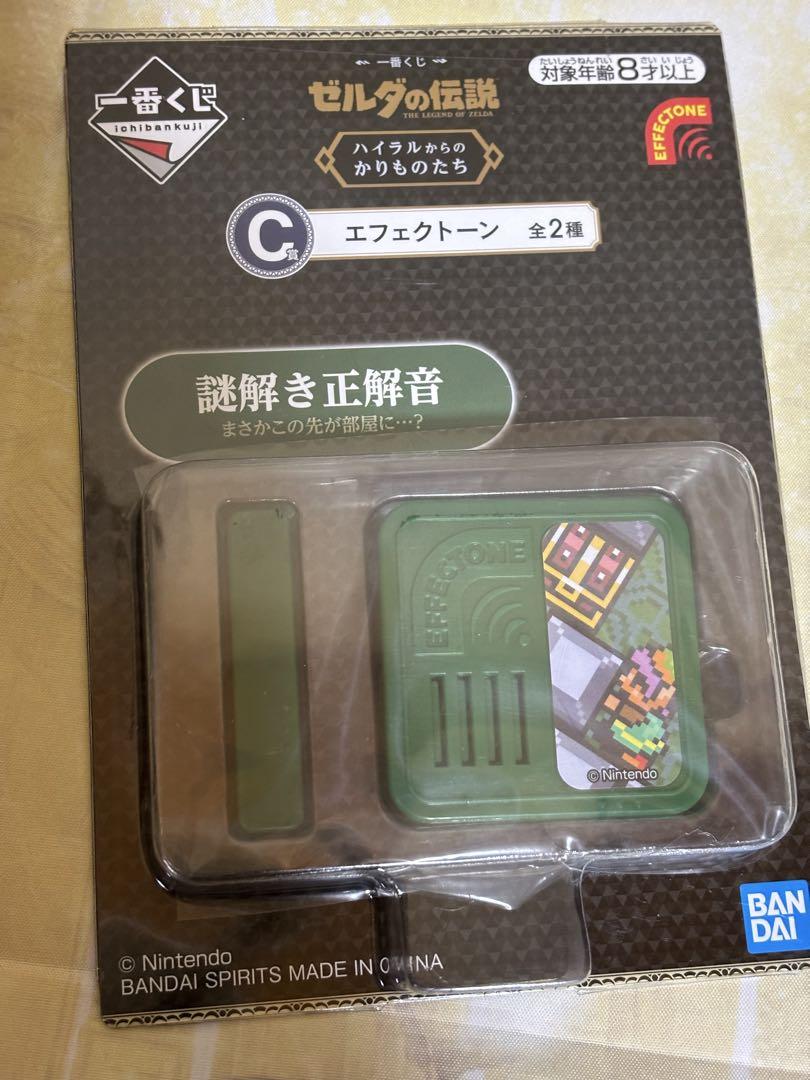 一番くじ
ichibankuji
一番くじ
ゼルダの伝説
THE LEGEND OF ZELDA
ハイラルからの
かりものたち
たいしょうねんれい さい いじょう
対象年齢8才以上
EFFECTONE
C賞
エフェクトーン 全2種
謎解き正解音
まさかこの先が部屋に…?
EFFECTONE
© Nintendo
© Nintendo
BANDAI SPIRITS MADE IN CHINA
BAN
DAI